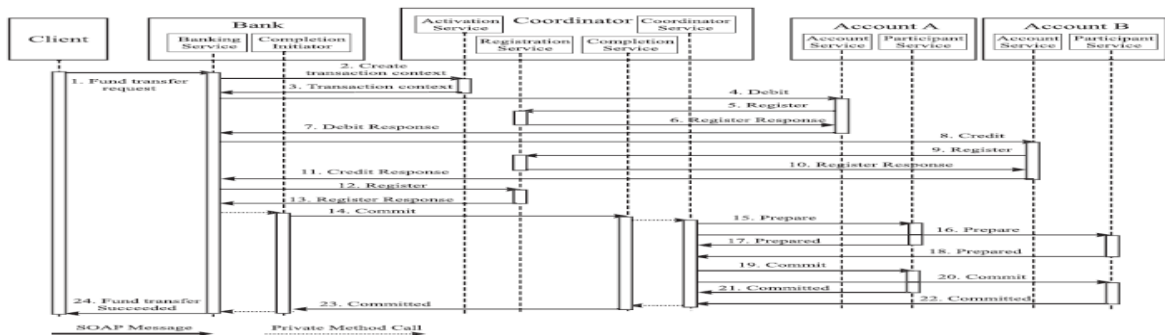 Client
Bank
Banking
Service
Completion
Initiator
Coordinator
Activation
Service
Registration
Service
Completion
Service
Coordinator
Service
Account A
Account
Service
Participant
Service
Account B
Account
Service
Participant
Service
1. Fund transfer
request
2. Create
transaction context
3. Transaction context
4. Debit
5. Register
6. Register Response
7. Debit Response
8. Credit
9. Register
10. Register Response
11. Credit Response
12. Register
13. Register Response
14. Commit
15. Prepare
16. Prepare
17. Prepared
18. Prepared
19. Commit
20. Commit
21. Committed
22. Committed
23. Committed
24. Fund transfer
Succeeded
SOAP Message
Private Method Call